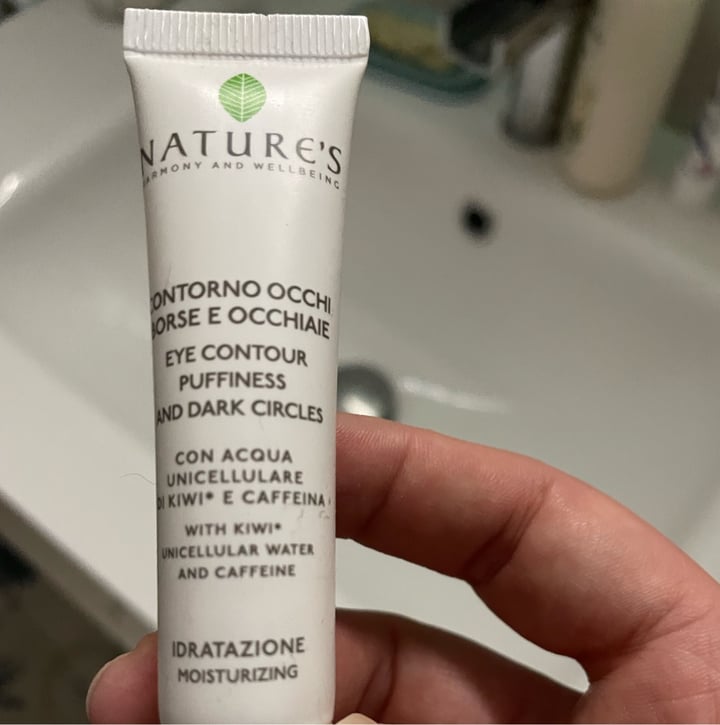 NATURE'S
HARMONY AND WELLBEING
CONTORNO OCCHI
BORSE E OCCHIAIE
EYE CONTOUR
PUFFINESS
AND DARK CIRCLES
CON ACQUA
UNICELLULARE
DI KIWI* E CAFFEINA
WITH KIWI*
UNICELLULAR WATER
AND CAFFEINE
IDRATAZIONE
MOISTURIZING